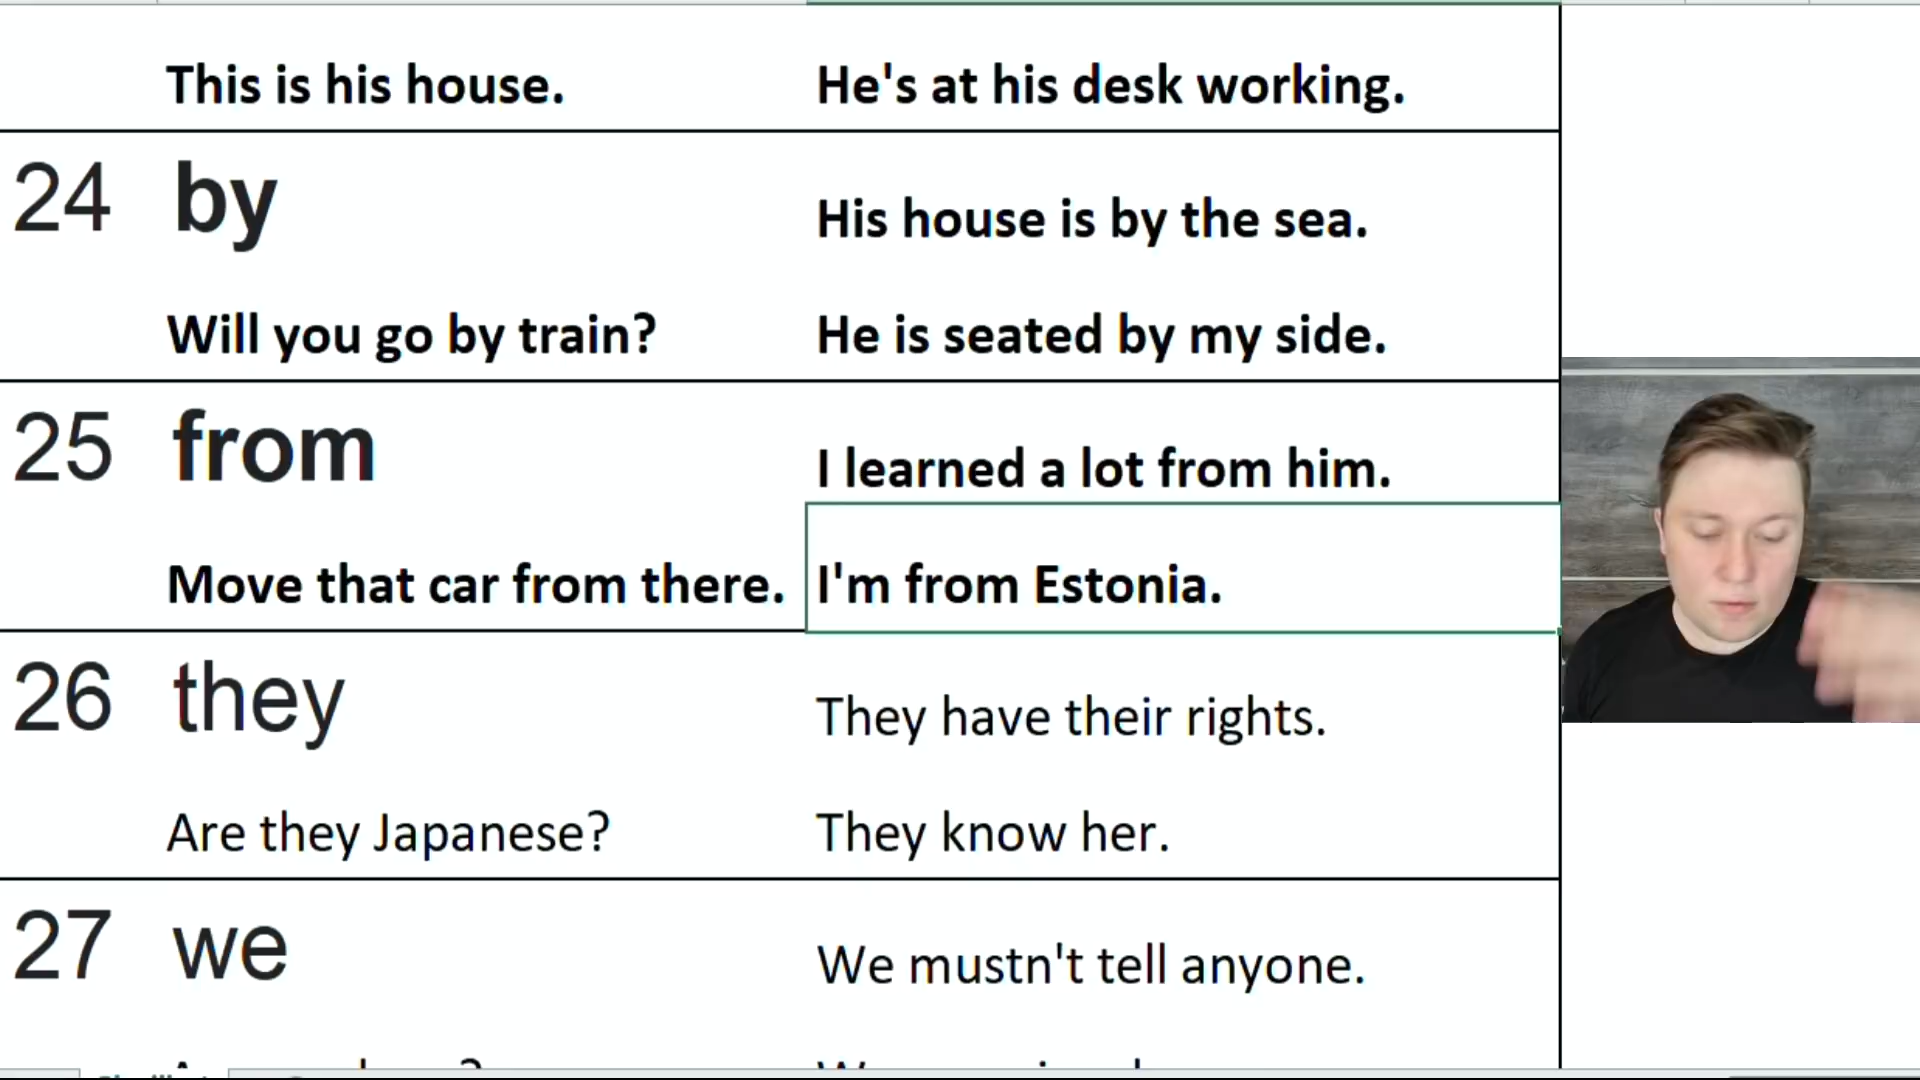 This is his house. He's at his desk working.
24 by His house is by the sea.
Will you go by train? He is seated by my side.
25 from I learned a lot from him.
Move that car from there. I'm from Estonia.
26 they They have their rights.
Are they Japanese? They know her.
27 we We mustn't tell anyone.